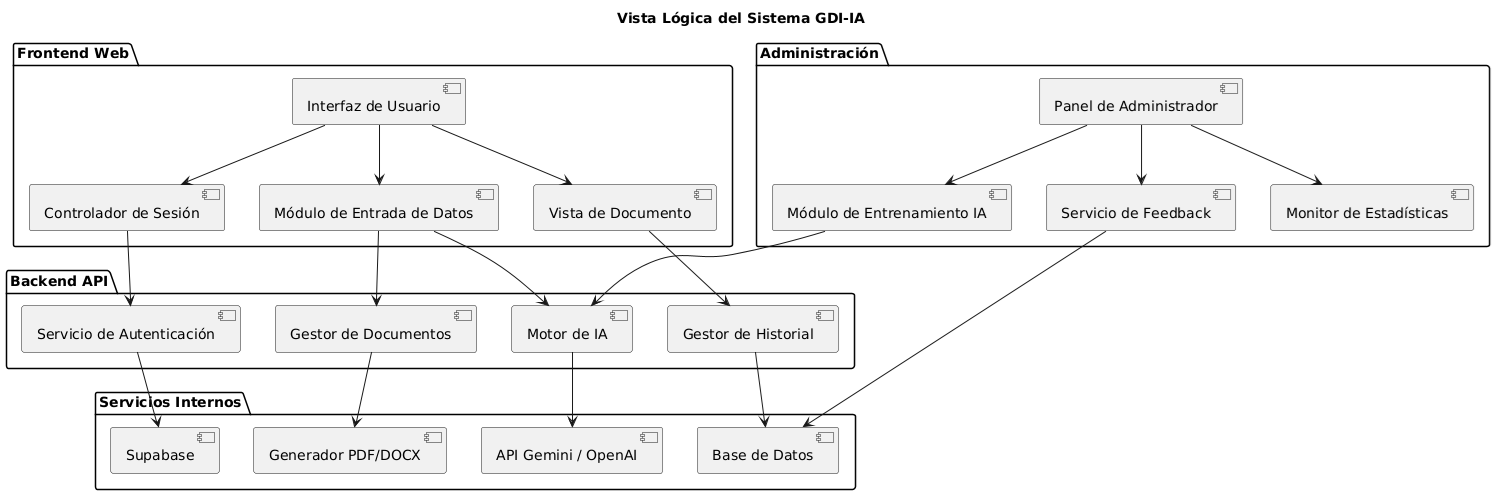 Vista Lógica del Sistema GDI-IA
Frontend Web
Interfaz de Usuario
Controlador de Sesión
Módulo de Entrada de Datos
Vista de Documento
Administración
Panel de Administrador
Módulo de Entrenamiento IA
Servicio de Feedback
Monitor de Estadísticas
Backend API
Servicio de Autenticación
Gestor de Documentos
Motor de IA
Gestor de Historial
Servicios Internos
Supabase
Generador PDF/DOCX
API Gemini / OpenAI
Base de Datos